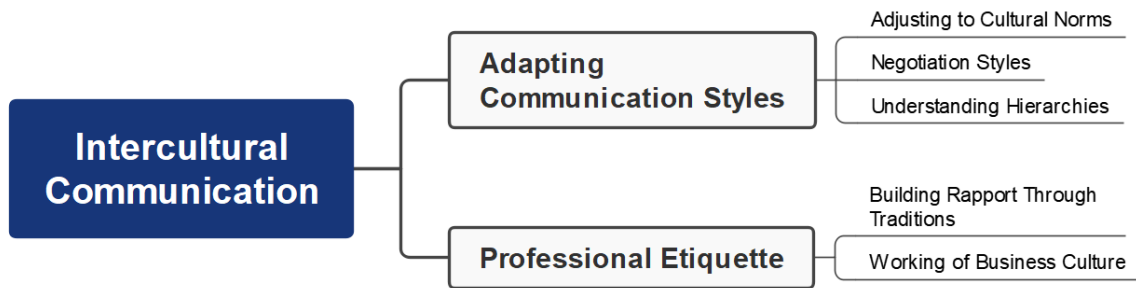 Intercultural
Communication
Adapting
Communication Styles
Adjusting to Cultural Norms
Negotiation Styles
Understanding Hierarchies
Professional Etiquette
Building Rapport Through
Traditions
Working of Business Culture